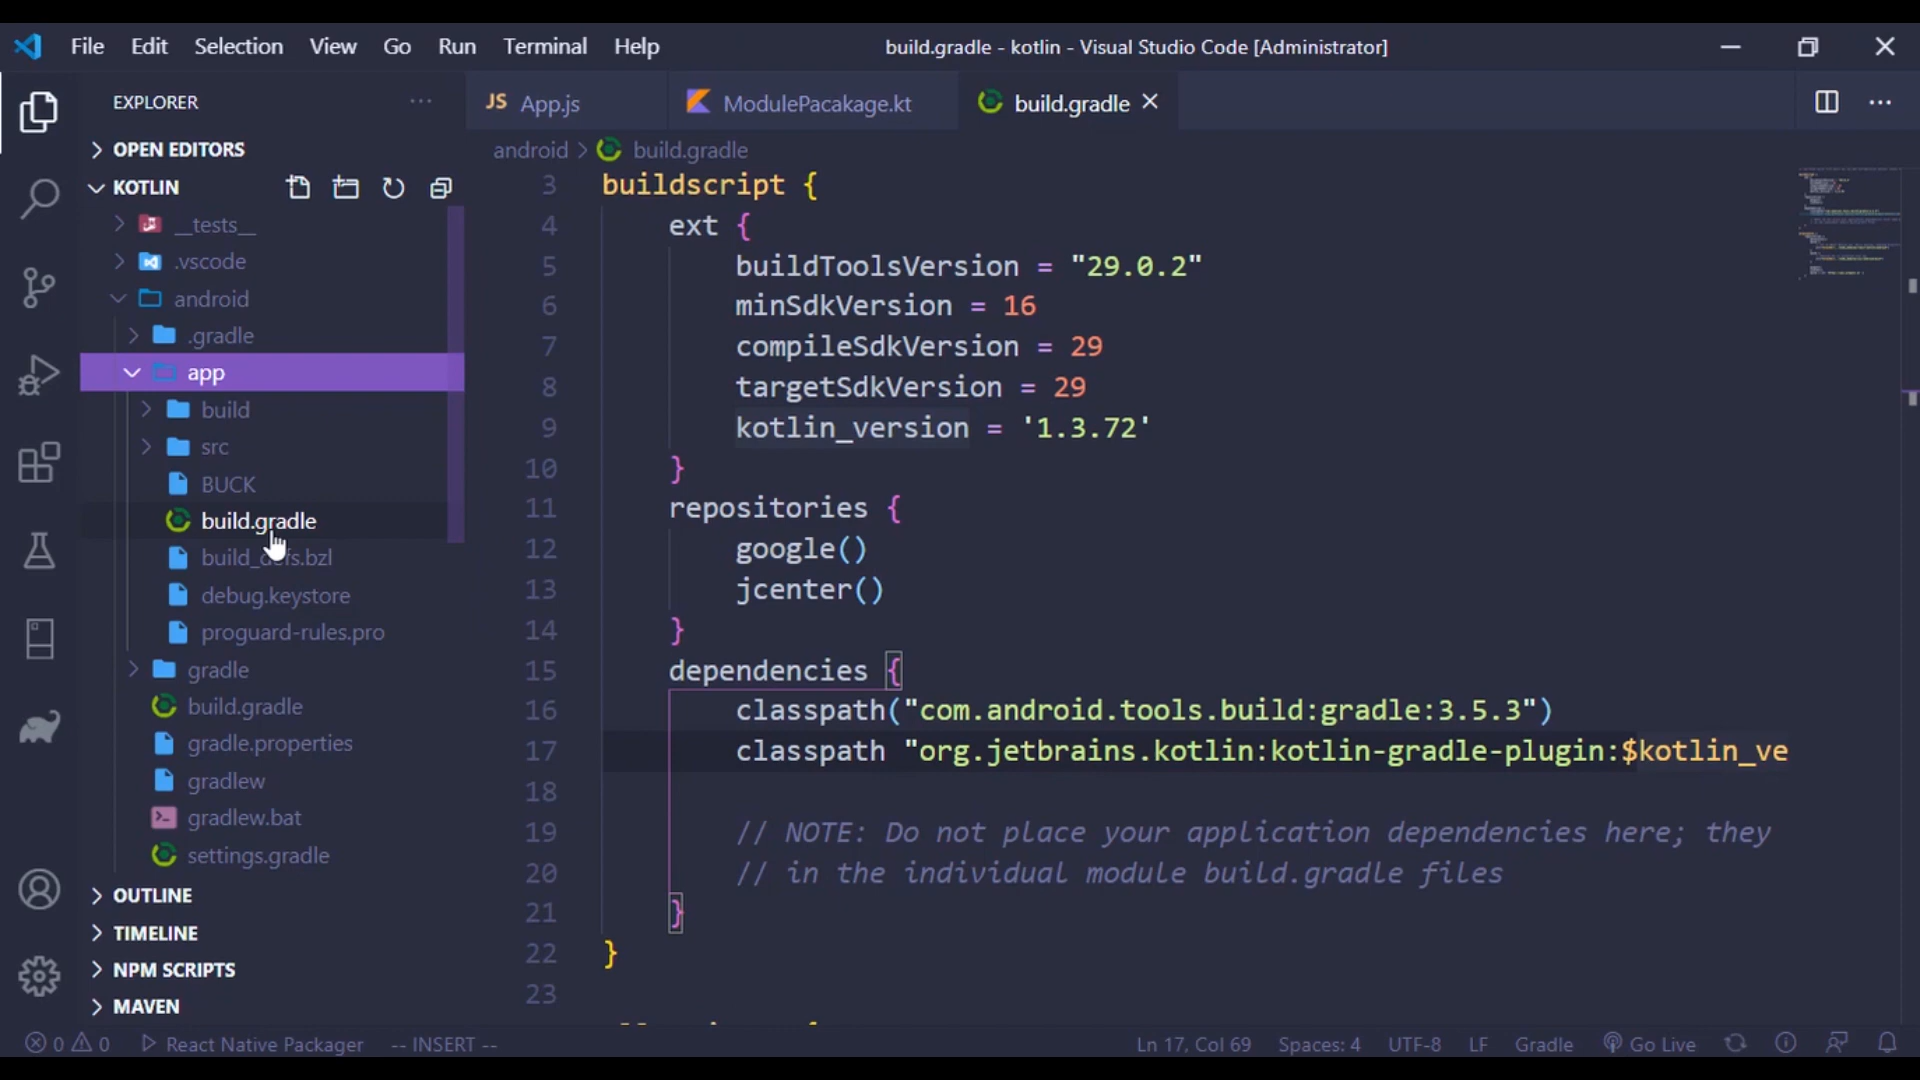 File Edit Selection View Go Run Terminal Help
build.gradle - kotlin - Visual Studio Code [Administrator]
EXPLORER
OPEN EDITORS
KOTLIN
__tests__
.vscode
android
.gradle
app
build
src
BUCK
build.gradle
build_defs.bzl
debug.keystore
proguard-rules.pro
gradle
build.gradle
gradle.properties
gradlew
gradlew.bat
settings.gradle
OUTLINE
TIMELINE
NPM SCRIPTS
MAVEN
JS App.js
ModulePacakage.kt
build.gradle
android > build.gradle
3 buildscript {
4 ext {
5 buildToolsVersion = "29.0.2"
6 minSdkVersion = 16
7 compileSdkVersion = 29
8 targetSdkVersion = 29
9 kotlin_version = '1.3.72'
10 }
11 repositories {
12 google()
13 jcenter()
14 }
15 dependencies {
16 classpath("com.android.tools.build:gradle:3.5.3")
17 classpath "org.jetbrains.kotlin:kotlin-gradle-plugin:$kotlin_ve
18
19 // NOTE: Do not place your application dependencies here; they
20 // in the individual module build.gradle files
21 }
22 }
23
0 0 React Native Packager -- INSERT -- Ln 17, Col 69 Spaces: 4 UTF-8 LF Gradle Go Live